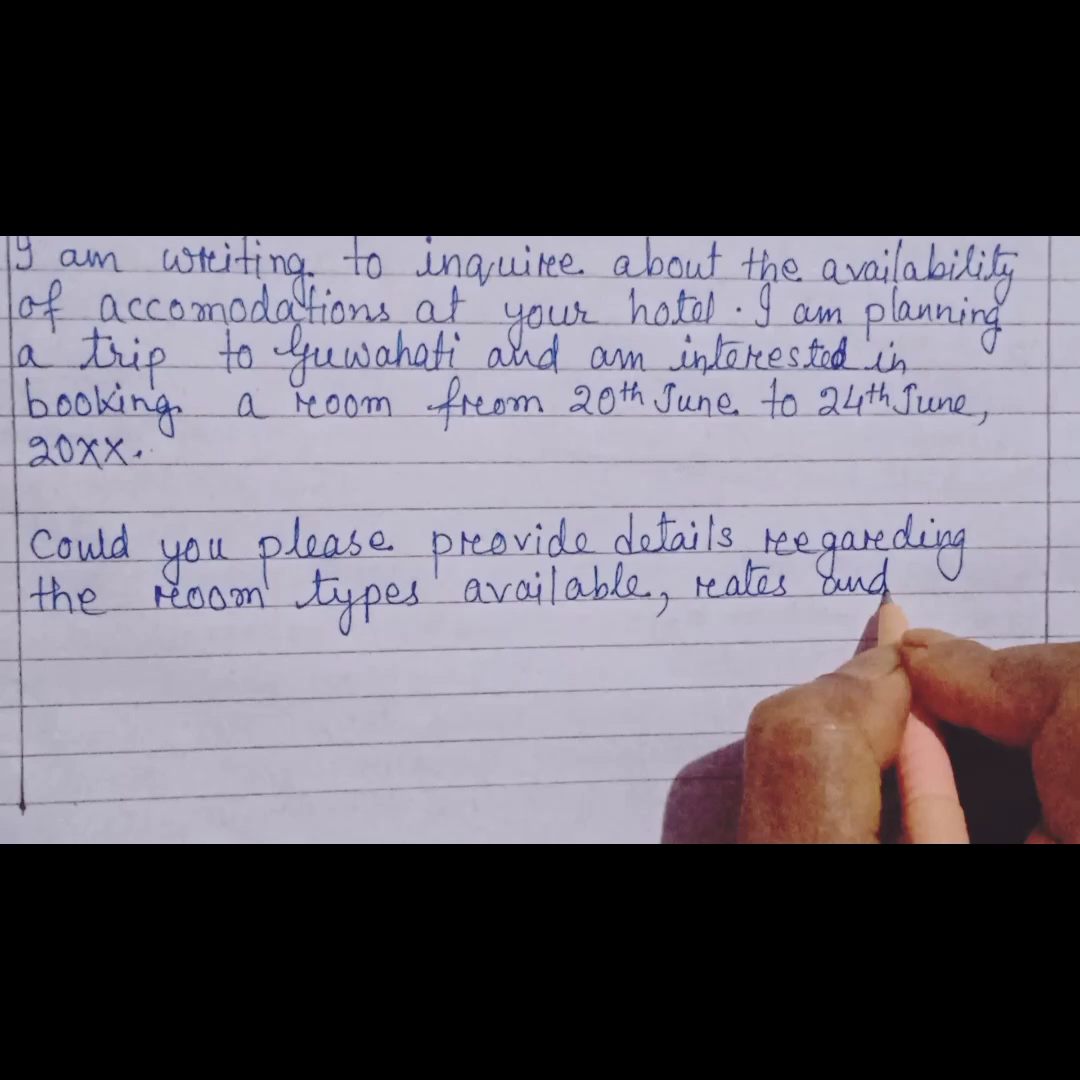 I am writing to inquire about the availability
of accomodations at your hotel. I am planning
a trip to Guwahati and am interested in
booking a room from 20th June to 24th June,
20XX.
Could you please provide details regarding
the room types available, rates and